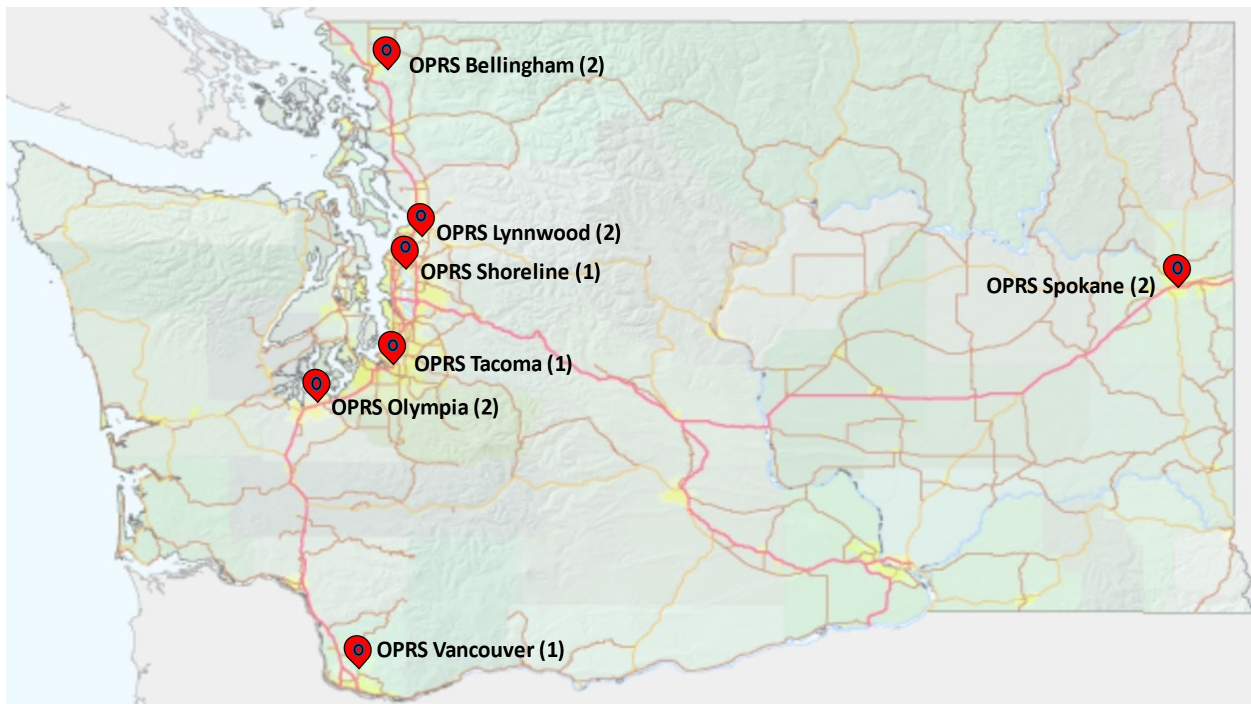 OPRS Bellingham (2)
OPRS Lynnwood (2)
OPRS Shoreline (1)
OPRS Spokane (2)
OPRS Tacoma (1)
OPRS Olympia (2)
OPRS Vancouver (1)